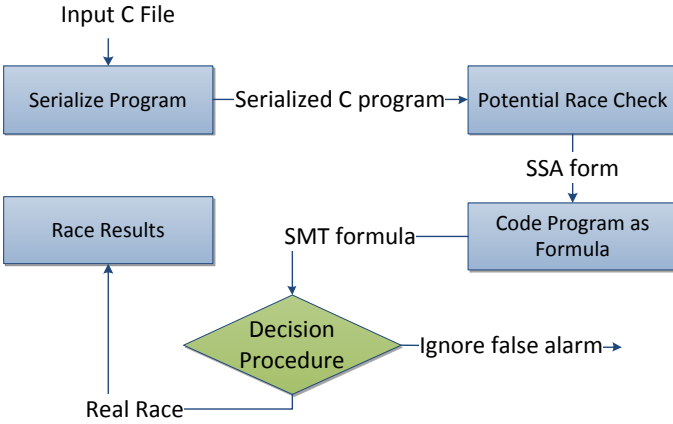 Input C File
Serialize Program
Serialized C program
Potential Race Check
SSA form
Race Results
SMT formula
Code Program as
Formula
Decision
Procedure
Ignore false alarm
Real Race